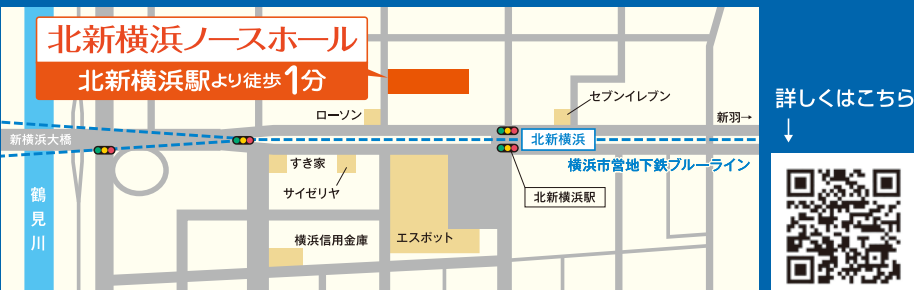 北新横浜ノースホール
北新横浜駅より徒歩1分
ローソン
セブンイレブン
新羽→
詳しくはこちら
↓
新横浜大橋
北新横浜
横浜市営地下鉄ブルーライン
すき家
サイゼリヤ
北新横浜駅
鶴見川
横浜信用金庫
エスポット